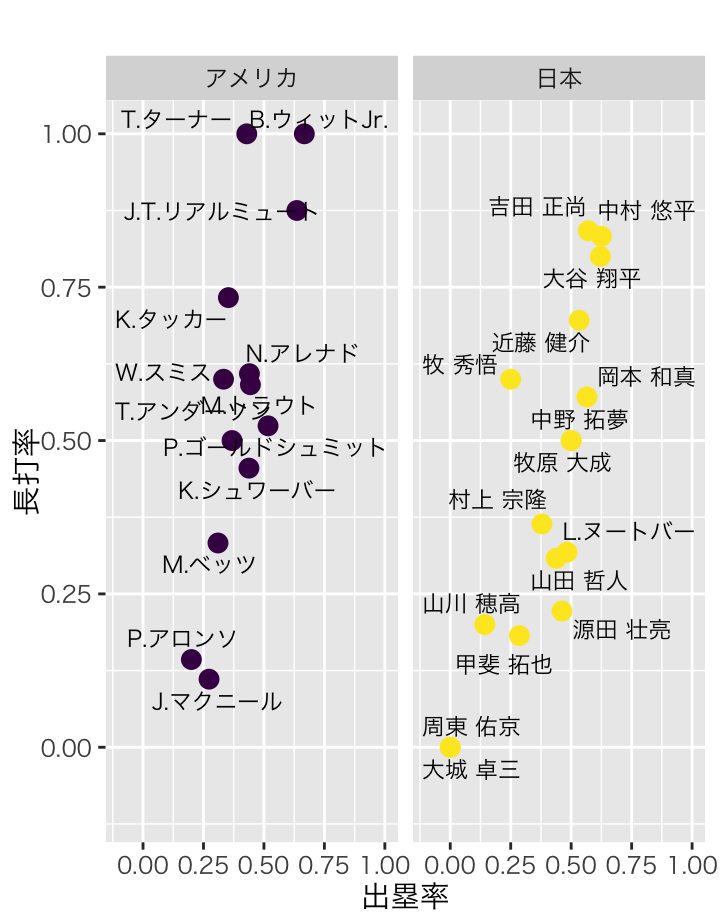 アメリカ
日本
T.ターナー
B.ウィットJr.
J.T.リアルミュート
K.タッカー
N.アレナド
W.スミス
M.トラウト
T.アンダーソン
P.ゴールドシュミット
K.シュワーバー
M.ベッツ
P.アロンソ
J.マクニール
吉田 正尚
中村 悠平
大谷 翔平
近藤 健介
牧 秀悟
岡本 和真
中野 拓夢
牧原 大成
村上 宗隆
L.ヌートバー
山田 哲人
山川 穂高
源田 壮亮
甲斐 拓也
周東 佑京
大城 卓三
1.00
0.75
0.50
0.25
0.00
長打率
0.00 0.25 0.50 0.75 1.00
0.00 0.25 0.50 0.75 1.00
出塁率